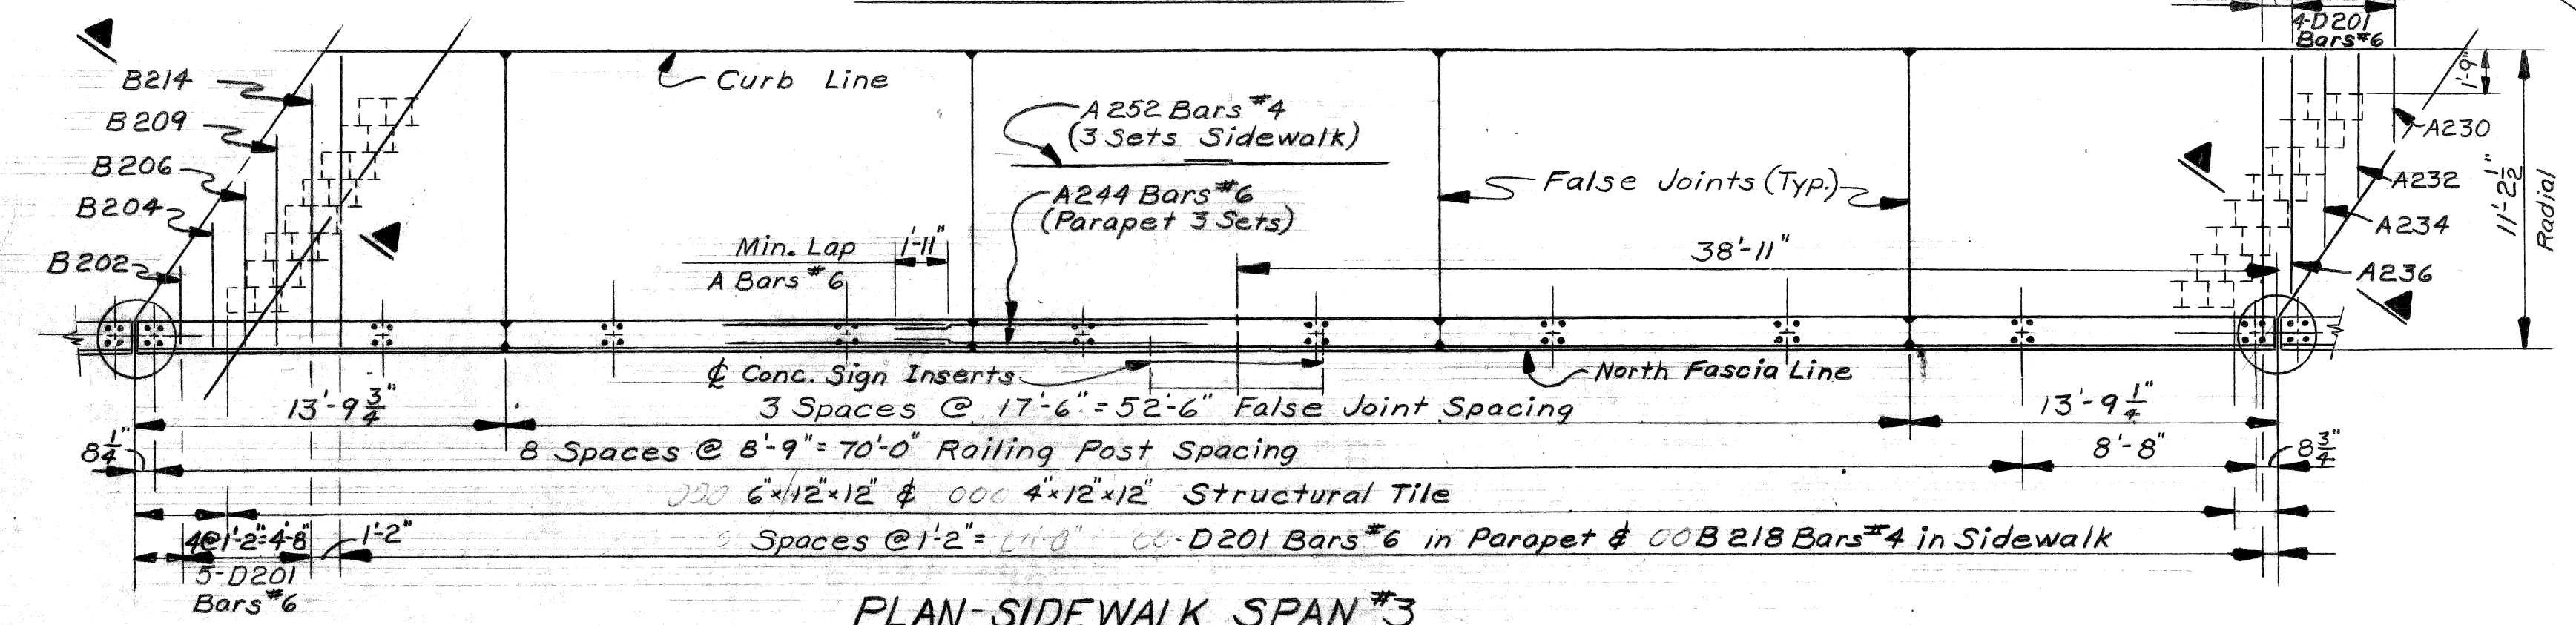 4-D201
Bars #6
B214
B209
B206
B204
B202
Curb Line
A252 Bars #4
(3 Sets Sidewalk)
A244 Bars #6
(Parapet 3 Sets)
Min. Lap
A Bars #6
1'-11"
False Joints (Typ.)
38'-11"
1'-9"
A230
A232
A234
A236
11'-2 1/2"
Radial
℄ Conc. Sign Inserts
North Fascia Line
13'-9 3/4"
3 Spaces @ 17'-6" = 52'-6" False Joint Spacing
13'-9 1/4"
8 1/4"
8 Spaces @ 8'-9" = 70'-0" Railing Post Spacing
8'-8"
8 3/4"
6"x12"x12" & 4"x12"x12" Structural Tile
4@1'-2"=4'-8"
1'-2"
Spaces @ 1'-2" = -D201 Bars #6 in Parapet & B218 Bars #4 in Sidewalk
5-D201
Bars #6
PLAN-SIDEWALK SPAN #3